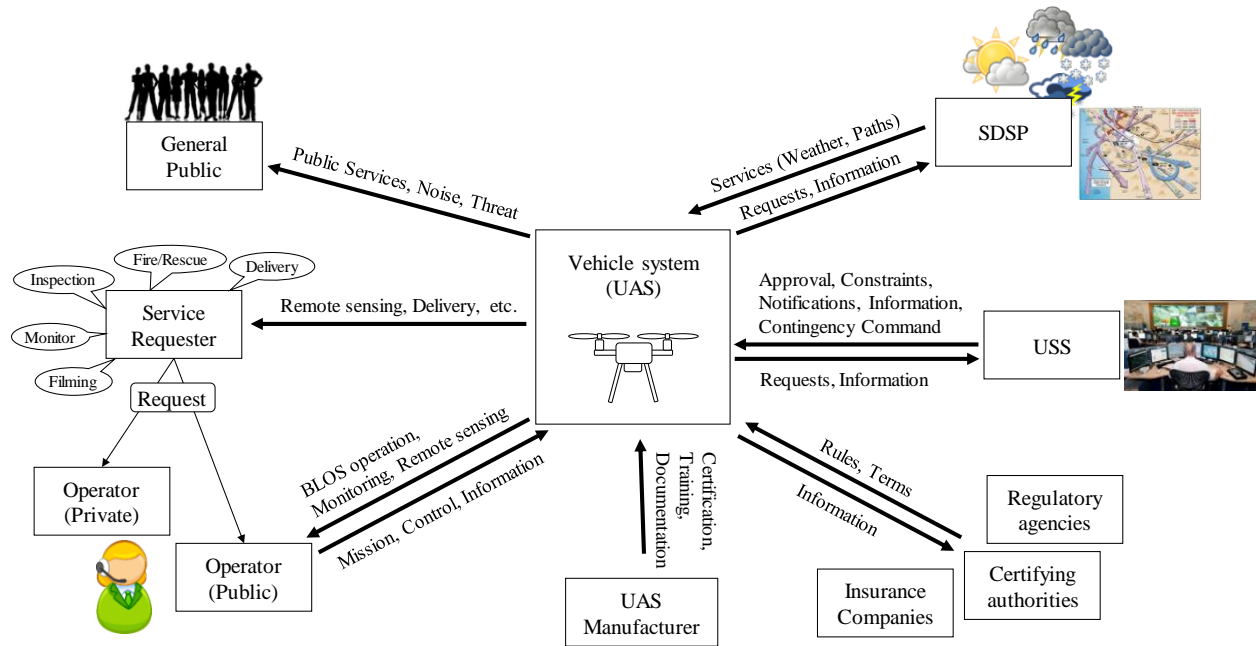 General
Public
Public Services, Noise, Threat
Services (Weather, Paths)
Requests, Information
SDSP
Vehicle system
(UAS)
Fire/Rescue
Delivery
Inspection
Service
Requester
Monitor
Filming
Request
Remote sensing, Delivery,  etc.
Approval, Constraints,
Notifications,  Information,
Contingency Command
Requests, Information
USS
Operator
(Private)
Operator
(Public)
BLOS operation,
Monitoring, Remote sensing
Mission, Control, Information
Certification,
Training,
Documentation
UAS
Manufacturer
Rules, Terms
Information
Regulatory
agencies
Certifying
authorities
Insurance
Companies